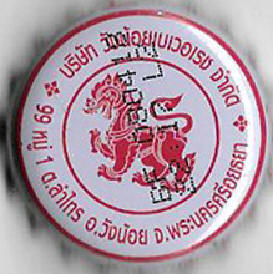 บริษัท วังน้อยเบเวอเรช จำกัด
99 หมู่ 1 ต.ลำไทร อ.วังน้อย จ.พระนครศรีอยุธยา